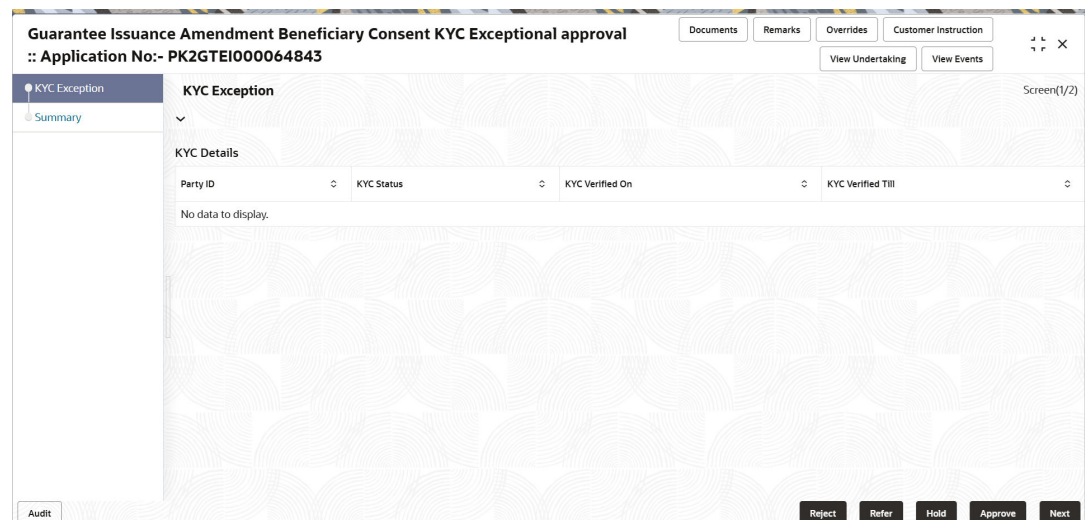 Guarantee Issuance Amendment Beneficiary Consent KYC Exceptional approval
:: Application No:- PK2GTEI000064843
Documents Remarks Overrides Customer Instruction
View Undertaking View Events
KYC Exception
Summary
KYC Exception Screen(1/2)
KYC Details
Party ID KYC Status KYC Verified On KYC Verified Till
No data to display.
Audit Reject Refer Hold Approve Next